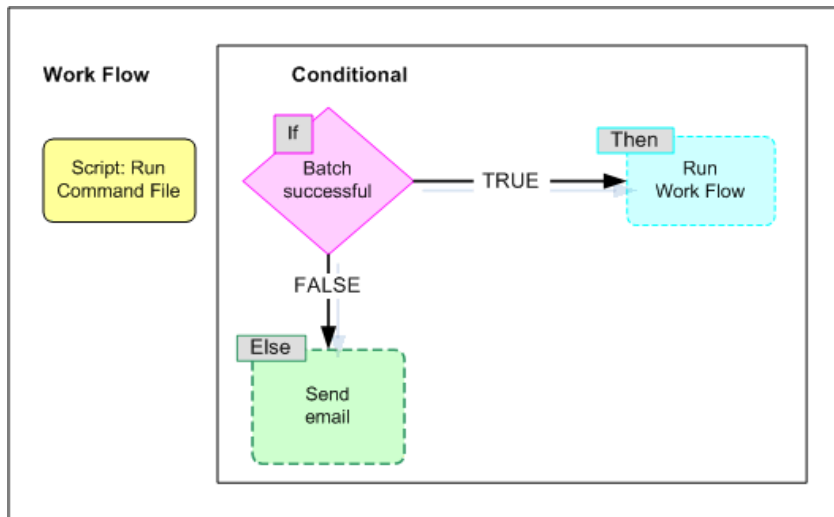 Work Flow
Conditional
If
Then
Script: Run
Command File
Batch
successful
TRUE
Run
Work Flow
FALSE
Else
Send
email